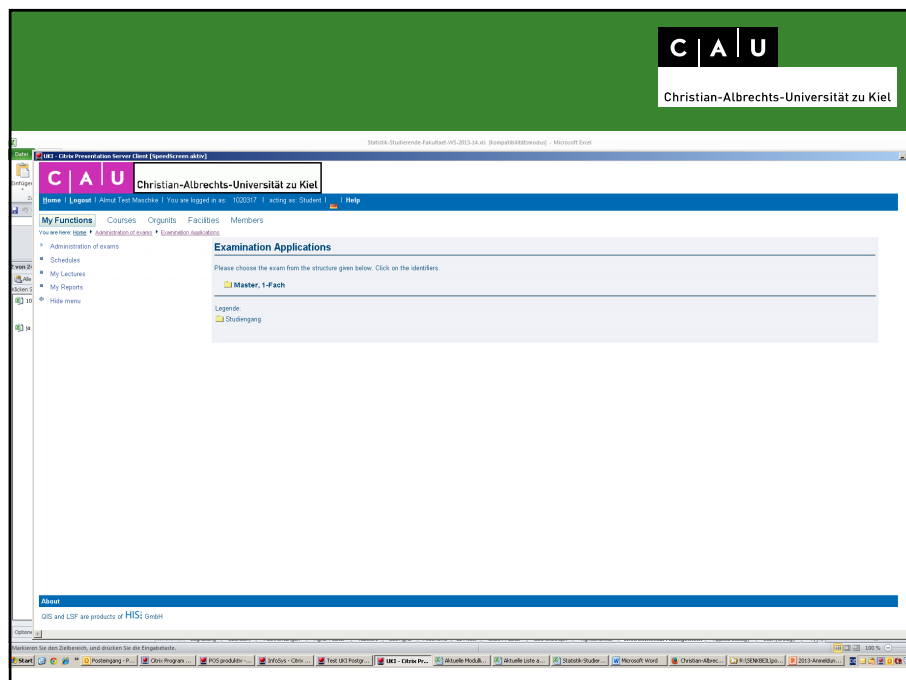 C | A | U
Christian-Albrechts-Universität zu Kiel
Statistik-Studierende-Fakultaet-WS-2013-14.xls [Kompatibilitätsmodus] - Microsoft Excel
Datei
UKI - Citrix Presentation Server Client [SpeedScreen aktiv]
C | A | U
Christian-Albrechts-Universität zu Kiel
Home | Logout | Almut Test Maschke | You are logged in as: 1020317 | acting as: Student | | Help
My Functions Courses Orgunits Facilities Members
You are here: Home Administration of exams Examination Applications
Administration of exams
Schedules
My Lectures
My Reports
Hide menu
Examination Applications
Please choose the exam from the structure given below. Click on the identifiers.
Master, 1-Fach
Legende:
Studiengang
About
QIS and LSF are products of HIS: GmbH
Markieren Sie den Zielbereich, und drücken Sie die Eingabetaste.
100 %
Start
Posteingang - P...
Citrix Program ...
POS produktiv -...
InfoSys - Citrix ...
Test UKI Postgr...
UKI - Citrix Pr...
Aktuelle Modulk...
Aktuelle Liste a...
Statistik-Studier...
Microsoft Word
Christian-Albrec...
R:\SENKBEIL\po...
2013-Anmeldun...